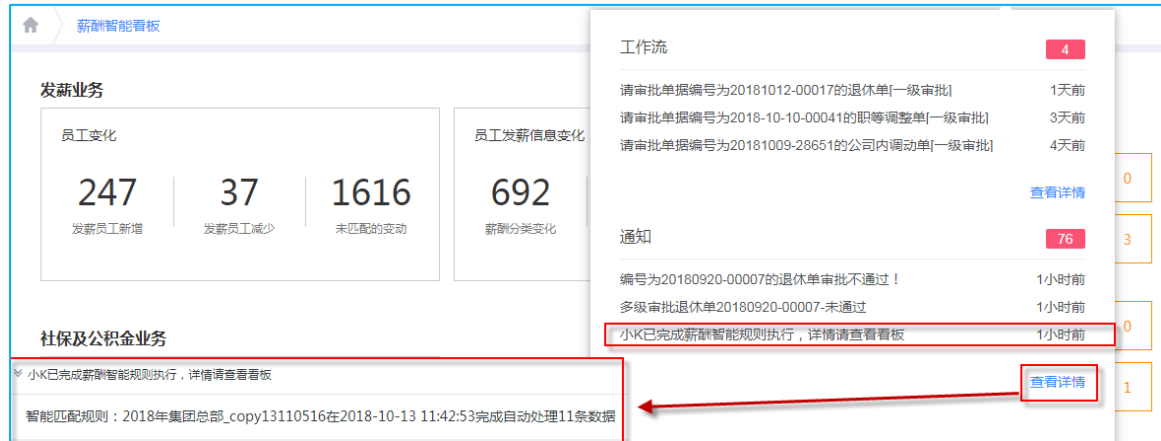 薪酬智能看板
发薪业务
员工变化
247
37
1616
发薪员工新增
发薪员工减少
未匹配的变动
员工发薪信息变化
692
薪酬分类变化
社保及公积金业务
小K已完成薪酬智能规则执行，详情请查看看板
智能匹配规则：2018年集团总部_copy13110516在2018-10-13 11:42:53完成自动处理11条数据
工作流 4
请审批单据编号为20181012-00017的退休单[一级审批] 1天前
请审批单据编号为2018-10-10-00041的职等调整单[一级审批] 3天前
请审批单据编号为20181009-28651的公司内调动单[一级审批] 4天前
查看详情
通知 76
编号为20180920-00007的退休单审批不通过！ 1小时前
多级审批退休单20180920-00007-未通过 1小时前
小K已完成薪酬智能规则执行，详情请查看看板 1小时前
查看详情
0
3
0
1